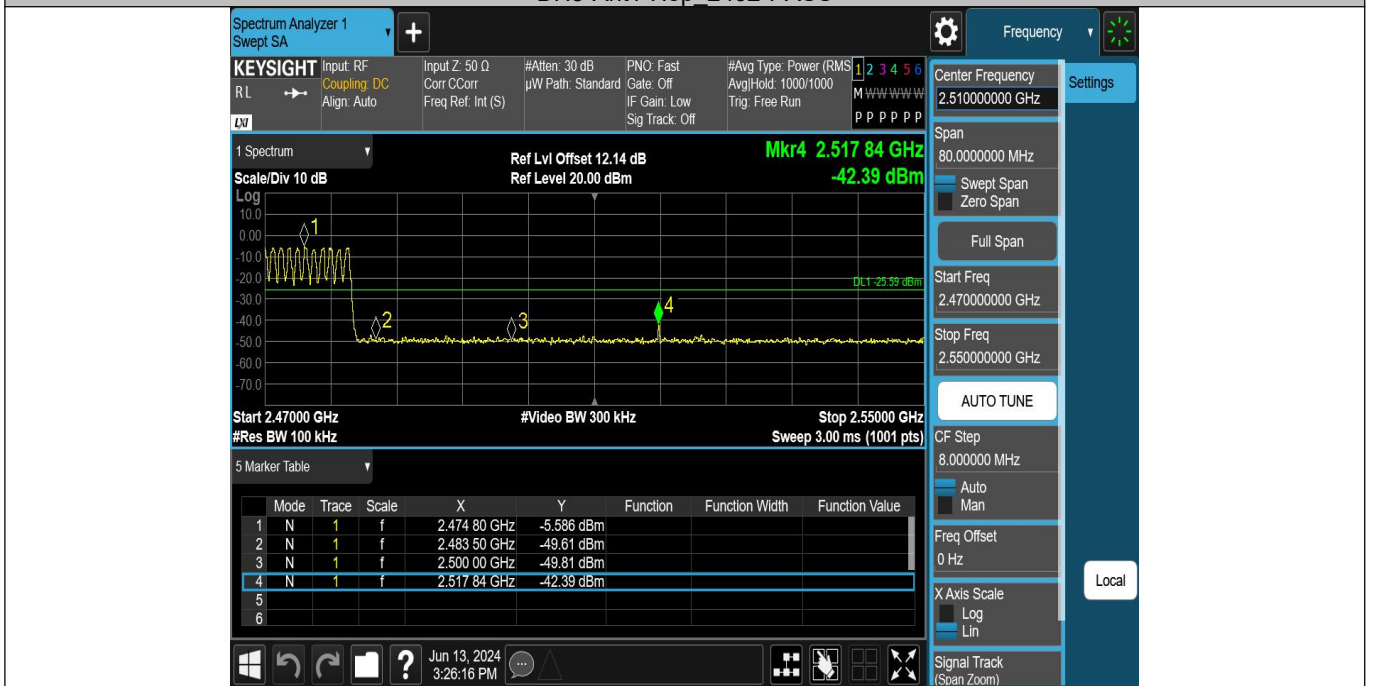 Spectrum Analyzer 1
Swept SA
+
Frequency
KEYSIGHT
RL
LXI
Input: RF
Coupling: DC
Align: Auto
Input Z: 50 Ω
Corr CCorr
Freq Ref: Int (S)
#Atten: 30 dB
µW Path: Standard
PNO: Fast
Gate: Off
IF Gain: Low
Sig Track: Off
#Avg Type: Power (RMS
Avg|Hold: 1000/1000
Trig: Free Run
1 2 3 4 5 6
M W W W W W
P P P P P P
Center Frequency
2.510000000 GHz
Settings
Span
80.0000000 MHz
Swept Span
Zero Span
Full Span
Start Freq
2.470000000 GHz
Stop Freq
2.550000000 GHz
AUTO TUNE
CF Step
8.000000 MHz
Auto
Man
Freq Offset
0 Hz
Local
X Axis Scale
Log
Lin
Signal Track
(Span Zoom)
1 Spectrum
Scale/Div 10 dB
Ref Lvl Offset 12.14 dB
Ref Level 20.00 dBm
Mkr4 2.517 84 GHz
-42.39 dBm
Log
10.0
0.00
-10.0
-20.0
-30.0
-40.0
-50.0
-60.0
-70.0
1
2
3
4
DL1 -25.59 dBm
Start 2.47000 GHz
#Video BW 300 kHz
Stop 2.55000 GHz
#Res BW 100 kHz
Sweep 3.00 ms (1001 pts)
5 Marker Table
Mode Trace Scale X Y Function Function Width Function Value
1 N 1 f 2.474 80 GHz -5.586 dBm
2 N 1 f 2.483 50 GHz -49.61 dBm
3 N 1 f 2.500 00 GHz -49.81 dBm
4 N 1 f 2.517 84 GHz -42.39 dBm
5
6
?
Jun 13, 2024
3:26:16 PM